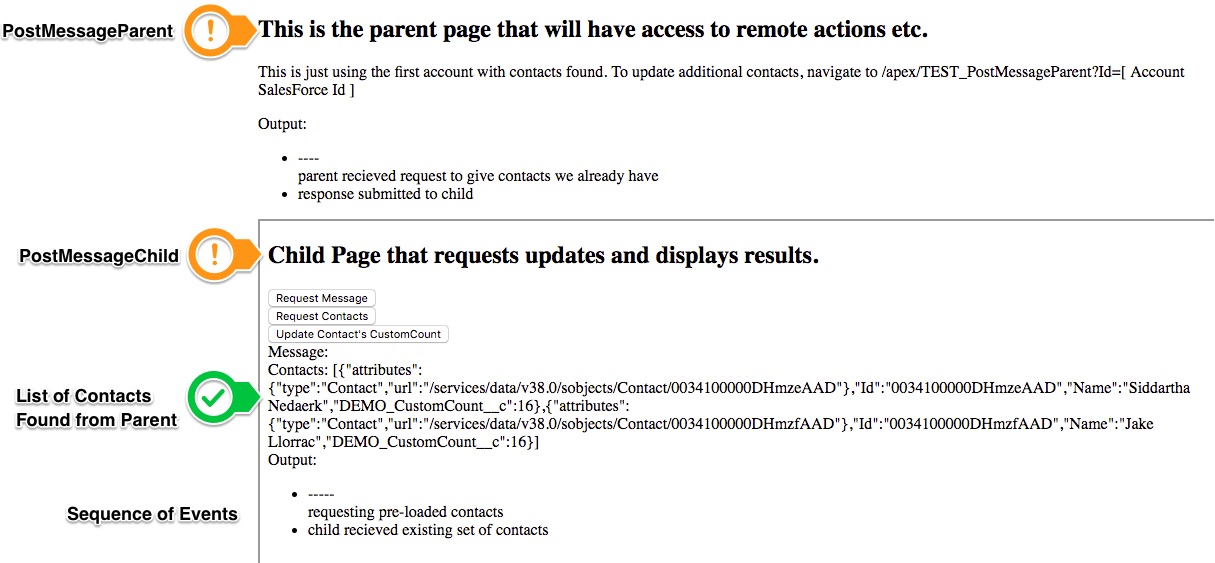 PostMessageParent
This is the parent page that will have access to remote actions etc.
This is just using the first account with contacts found. To update additional contacts, navigate to /apex/TEST_PostMessageParent?Id=[ Account
SalesForce Id ]
Output:
----
parent recieved request to give contacts we already have
response submitted to child
PostMessageChild
Child Page that requests updates and displays results.
Request Message
Request Contacts
Update Contact's CustomCount
Message:
Contacts: [{"attributes":
{"type":"Contact","url":"/services/data/v38.0/sobjects/Contact/0034100000DHmzeAAD"},"Id":"0034100000DHmzeAAD","Name":"Siddartha
Nedaerk","DEMO_CustomCount__c":16},{"attributes":
{"type":"Contact","url":"/services/data/v38.0/sobjects/Contact/0034100000DHmzfAAD"},"Id":"0034100000DHmzfAAD","Name":"Jake
Llorrac","DEMO_CustomCount__c":16}]
List of Contacts
Found from Parent
Output:
-----
requesting pre-loaded contacts
child recieved existing set of contacts
Sequence of Events